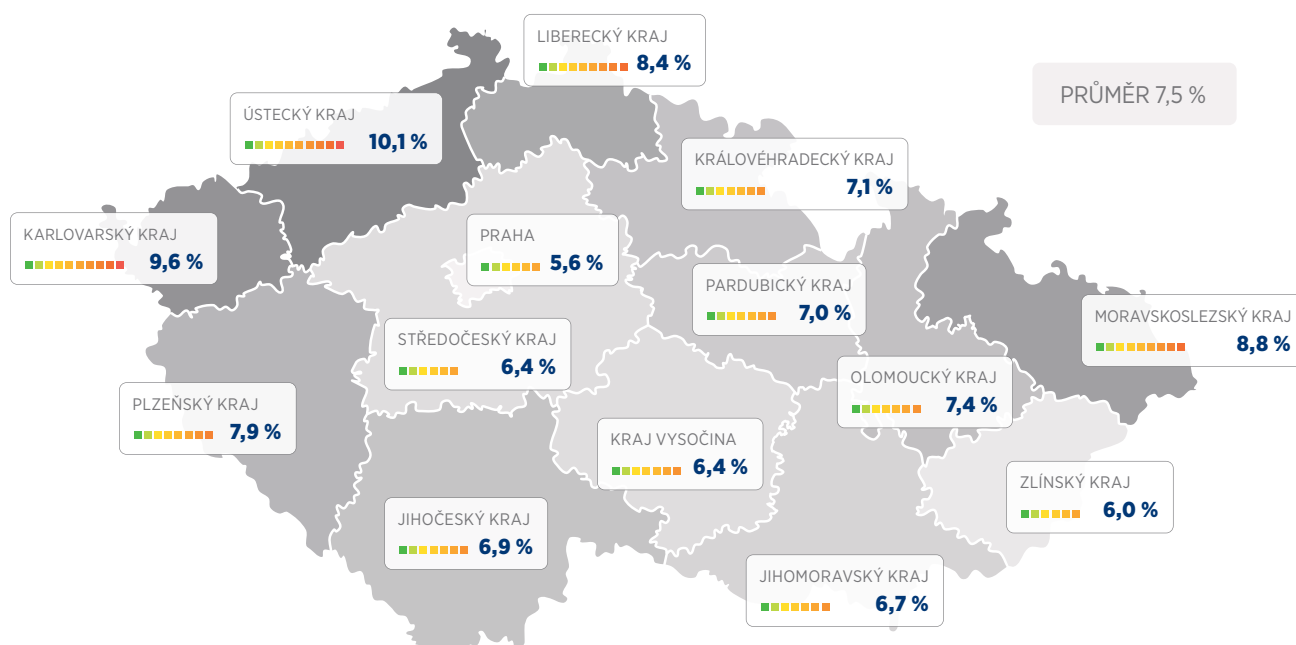 LIBERECKÝ KRAJ
8,4 %
PRŮMĚR 7,5 %
ÚSTECKÝ KRAJ
10,1 %
KRÁLOVÉHRADECKÝ KRAJ
7,1 %
KARLOVARSKÝ KRAJ
9,6 %
PRAHA
5,6 %
PARDUBICKÝ KRAJ
7,0 %
MORAVSKOSLEZSKÝ KRAJ
8,8 %
STŘEDOČESKÝ KRAJ
6,4 %
OLOMOUCKÝ KRAJ
7,4 %
PLZEŇSKÝ KRAJ
7,9 %
KRAJ VYSOČINA
6,4 %
ZLÍNSKÝ KRAJ
6,0 %
JIHOČESKÝ KRAJ
6,9 %
JIHOMORAVSKÝ KRAJ
6,7 %